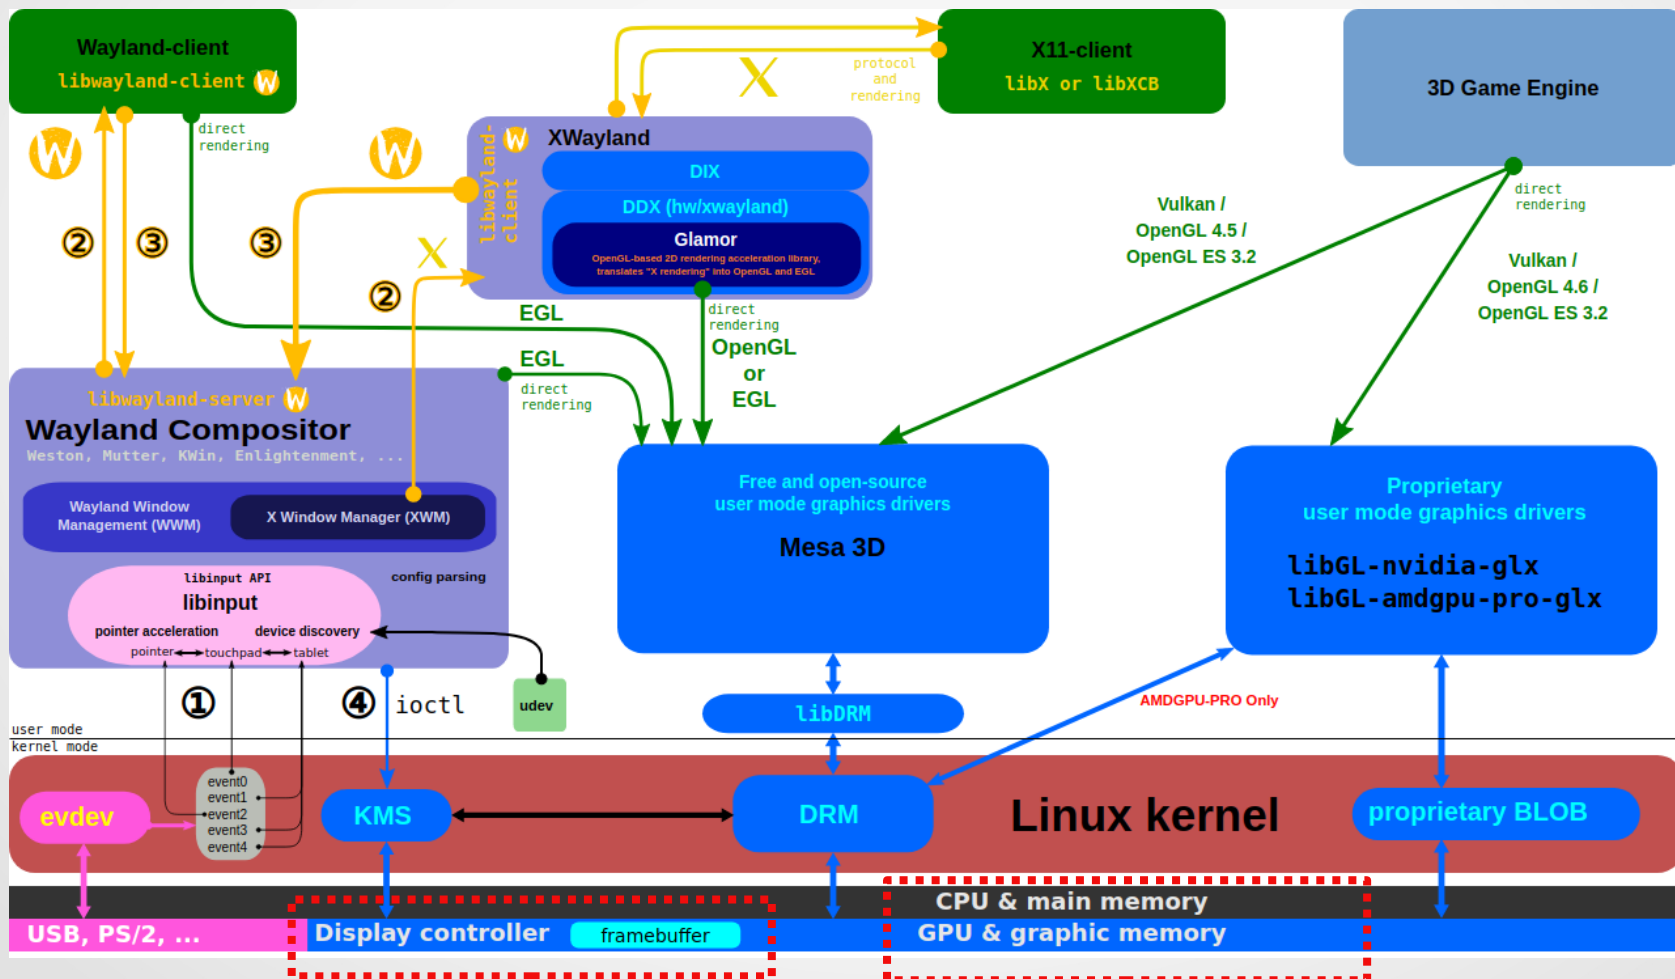 Wayland-client
libwayland-client
direct
rendering
protocol
and
rendering
X11-client
libX or libXCB
3D Game Engine
direct
rendering
libwayland-
client
XWayland
DIX
DDX (hw/xwayland)
Glamor
OpenGL-based 2D rendering acceleration library,
translates "X rendering" into OpenGL and EGL
②
③
③
②
Vulkan /
OpenGL 4.5 /
OpenGL ES 3.2
Vulkan /
OpenGL 4.6 /
OpenGL ES 3.2
EGL
EGL
direct
rendering
direct
rendering
OpenGL
or
EGL
libwayland-server
Wayland Compositor
Weston, Mutter, KWin, Enlightenment, ...
Wayland Window
Management (WWM)
X Window Manager (XWM)
config parsing
libinput API
libinput
pointer acceleration
device discovery
pointer
touchpad
tablet
Free and open-source
user mode graphics drivers
Mesa 3D
Proprietary
user mode graphics drivers
libGL-nvidia-glx
libGL-amdgpu-pro-glx
①
④
ioctl
udev
libDRM
AMDGPU-PRO Only
user mode
kernel mode
evdev
event0
event1
event2
event3
event4
KMS
DRM
Linux kernel
proprietary BLOB
CPU & main memory
USB, PS/2, ...
Display controller
framebuffer
GPU & graphic memory